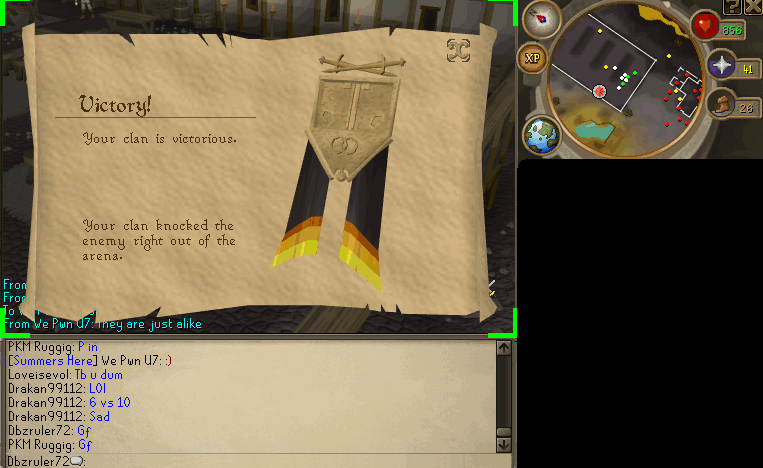 Victory!
Your clan is victorious.
Your clan knocked the
enemy right out of the
arena.
XP
?
856
41
26
From We Pwn U7: They are just alike
PKM Ruggig: P in
[Summers Here] We Pwn U7: :)
Loveisevol: Tb u dum
Drakan99112: LOl
Drakan99112: 6 vs 10
Drakan99112: Sad
Dbzruler72: Gf
PKM Ruggig: Gf
Dbzruler72: